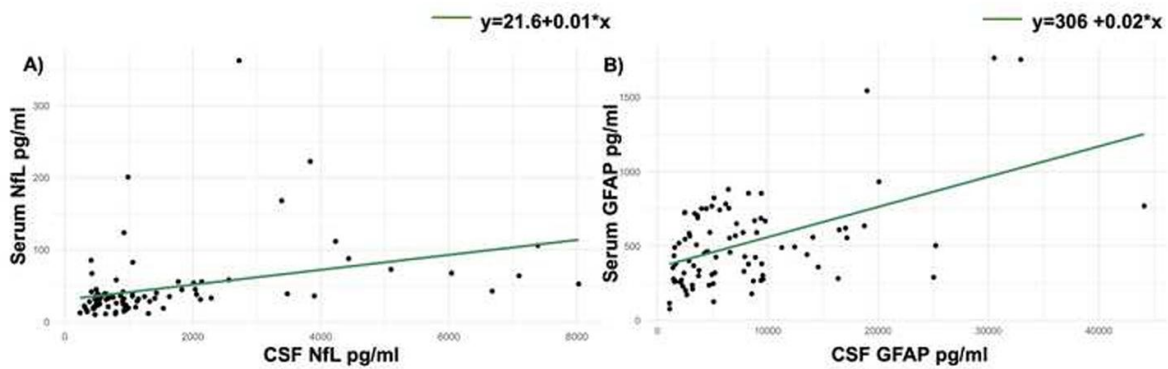 y=21.6+0.01*x
y=306 +0.02*x
A)
B)
Serum NfL pg/ml
300
200
100
0
0 2000 4000 6000 8000
CSF NfL pg/ml
Serum GFAP pg/ml
1500
1000
500
0
0 10000 20000 30000 40000
CSF GFAP pg/ml